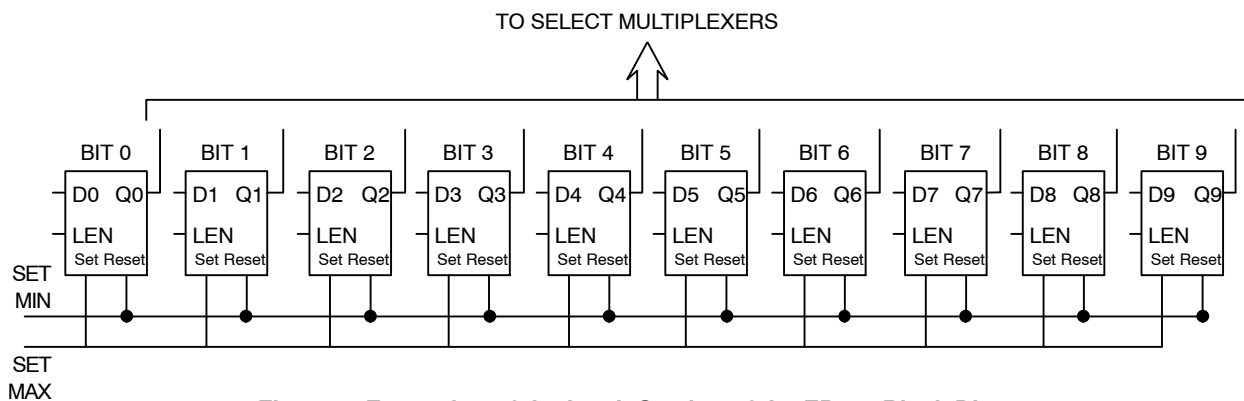 TO SELECT MULTIPLEXERS
BIT 0 BIT 1 BIT 2 BIT 3 BIT 4 BIT 5 BIT 6 BIT 7 BIT 8 BIT 9
D0 Q0 D1 Q1 D2 Q2 D3 Q3 D4 Q4 D5 Q5 D6 Q6 D7 Q7 D8 Q8 D9 Q9
LEN LEN LEN LEN LEN LEN LEN LEN LEN LEN
Set Reset Set Reset Set Reset Set Reset Set Reset Set Reset Set Reset Set Reset Set Reset Set Reset
SET
MIN
SET
MAX